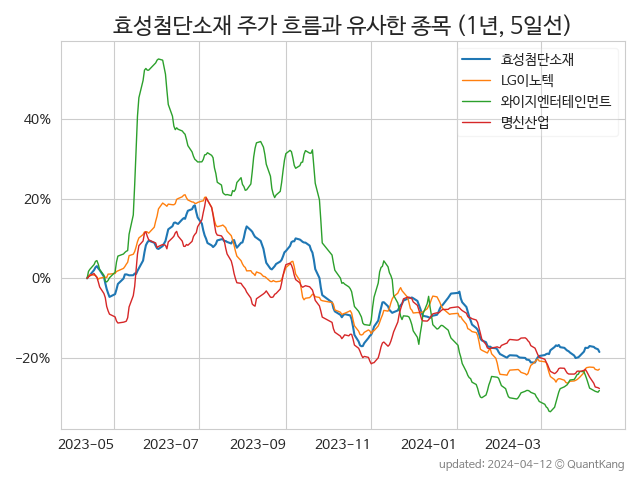 효성첨단소재 주가 흐름과 유사한 종목 (1년, 5일선)
효성첨단소재
LG이노텍
와이지엔터테인먼트
명신산업
40%
20%
0%
−20%
2023−05 2023−07 2023−09 2023−11 2024−01 2024−03
updated: 2024-04-12 © QuantKang